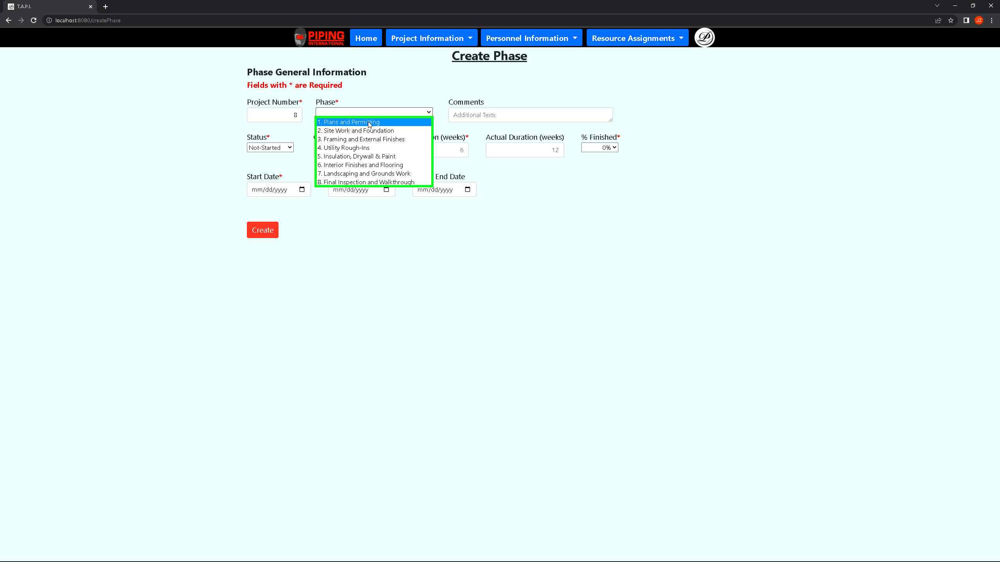 T.A.P.I.
localhost:8080/createPhase
JZ
PIPING
INTERNATIONAL
Home
Project Information
Personnel Information
Resource Assignments
Create Phase
Phase General Information
Fields with * are Required
Project Number*
Phase*
Comments
8
Additional Texts
1. Plans and Permitting
2. Site Work and Foundation
3. Framing and External Finishes
4. Utility Rough-Ins
5. Insulation, Drywall & Paint
6. Interior Finishes and Flooring
7. Landscaping and Grounds Work
8. Final Inspection and Walkthrough
Status*
(weeks)*
Actual Duration (weeks)
% Finished*
Not-Started
6
12
0%
Start Date*
End Date
mm/dd/yyyy
mm/dd/yyyy
mm/dd/yyyy
Create